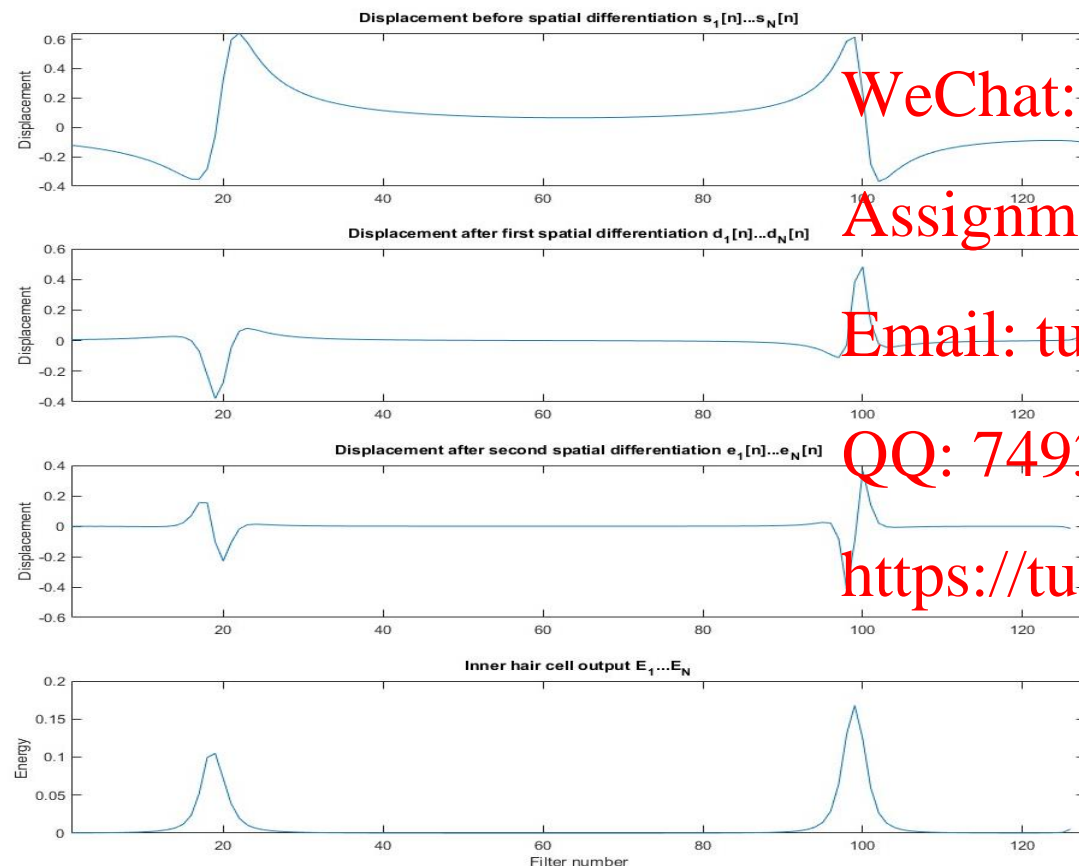 Displacement before spatial differentiation s1[n]...sN[n]
0.6
0.4
0.2
0
-0.2
-0.4
Displacement
20 40 60 80 100 120
WeChat:
Assignm
Displacement after first spatial differentiation d1[n]...dN[n]
0.6
0.4
0.2
0
-0.2
-0.4
Displacement
20 40 60 80 100 120
Email: tu
Displacement after second spatial differentiation e1[n]...eN[n]
0.4
0.2
0
-0.2
-0.4
-0.6
Displacement
20 40 60 80 100 120
QQ: 749
https://tu
Inner hair cell output E1...EN
0.2
0.15
0.1
0.05
0
Energy
20 40 60 80 100 120
Filter number